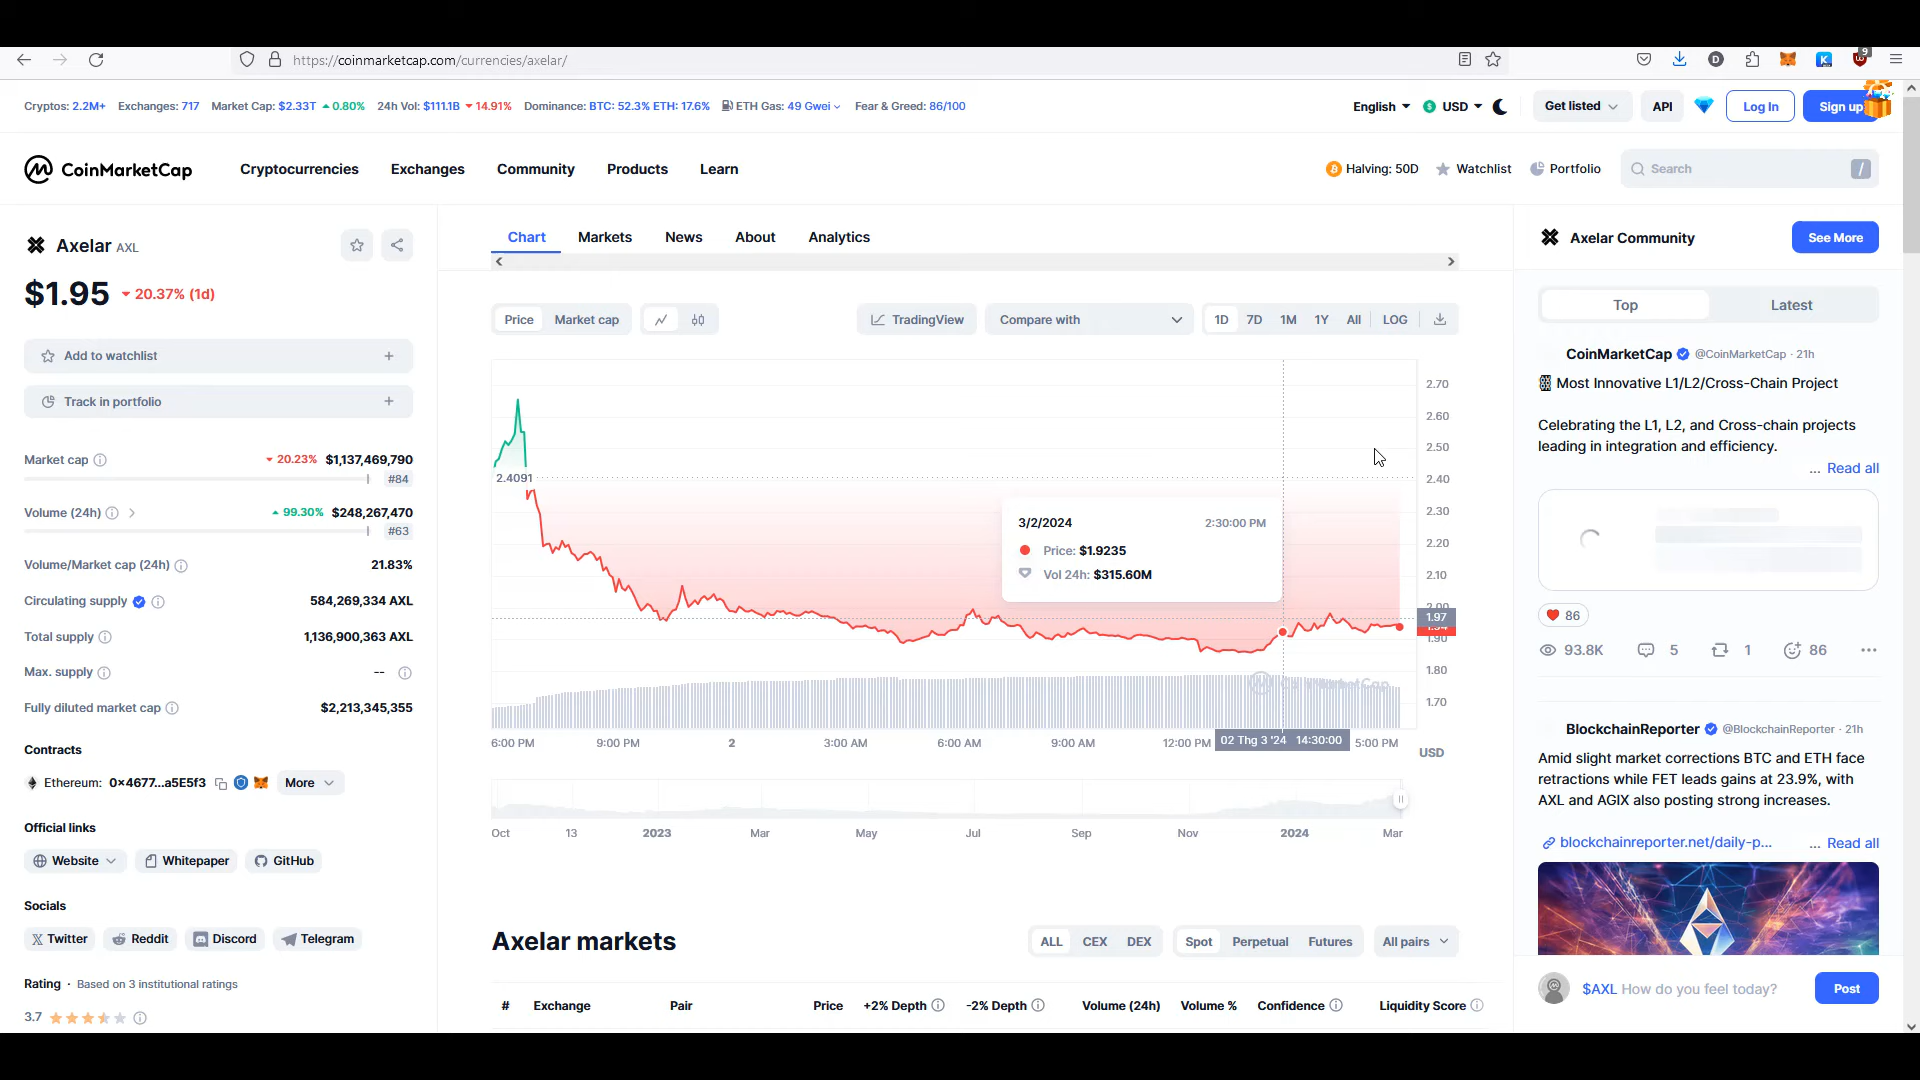 https://coinmarketcap.com/currencies/axelar/
9
Cryptos: 2.2M+ Exchanges: 717 Market Cap: $2.33T 0.80% 24h Vol: $111.1B 14.91% Dominance: BTC: 52.3% ETH: 17.6% ETH Gas: 49 Gwei Fear & Greed: 86/100
English USD Get listed API Log In Sign up
CoinMarketCap Cryptocurrencies Exchanges Community Products Learn
Halving: 50D Watchlist Portfolio Search /
Axelar AXL
$1.95 20.37% (1d)
Add to watchlist +
Track in portfolio +
Market cap 20.23% $1,137,469,790
#84
Volume (24h) 99.30% $248,267,470
#63
Volume/Market cap (24h) 21.83%
Circulating supply 584,269,334 AXL
Total supply 1,136,900,363 AXL
Max. supply --
Fully diluted market cap $2,213,345,355
Contracts
Ethereum: 0x4677...a5E5f3 More
Official links
Website Whitepaper GitHub
Socials
Twitter Reddit Discord Telegram
Rating · Based on 3 institutional ratings
3.7
Chart Markets News About Analytics
Price Market cap TradingView Compare with 1D 7D 1M 1Y All LOG
2.70
2.60
2.50
2.40
2.30
2.20
2.10
2.00
1.97
1.90
1.80
1.70
2.4091
3/2/2024 2:30:00 PM
Price: $1.9235
Vol 24h: $315.60M
6:00 PM 9:00 PM 2 3:00 AM 6:00 AM 9:00 AM 12:00 PM 02 Thg 3 '24 14:30:00 5:00 PM
USD
Oct 13 2023 Mar May Jul Sep Nov 2024 Mar
Axelar markets ALL CEX DEX Spot Perpetual Futures All pairs
# Exchange Pair Price +2% Depth -2% Depth Volume (24h) Volume % Confidence Liquidity Score
Axelar Community See More
Top Latest
CoinMarketCap @CoinMarketCap · 21h
Most Innovative L1/L2/Cross-Chain Project
Celebrating the L1, L2, and Cross-chain projects
leading in integration and efficiency.
... Read all
86
93.8K 5 1 86
BlockchainReporter @BlockchainReporter · 21h
Amid slight market corrections BTC and ETH face
retractions while FET leads gains at 23.9%, with
AXL and AGIX also posting strong increases.
blockchainreporter.net/daily-p... ... Read all
$AXL How do you feel today? Post